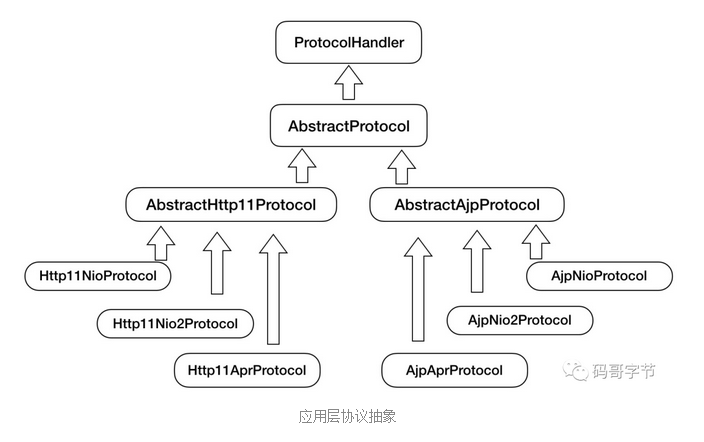 ProtocolHandler
AbstractProtocol
AbstractHttp11Protocol
AbstractAjpProtocol
Http11NioProtocol
AjpNioProtocol
Http11Nio2Protocol
AjpNio2Protocol
Http11AprProtocol
AjpAprProtocol
码哥字节
应用层协议抽象